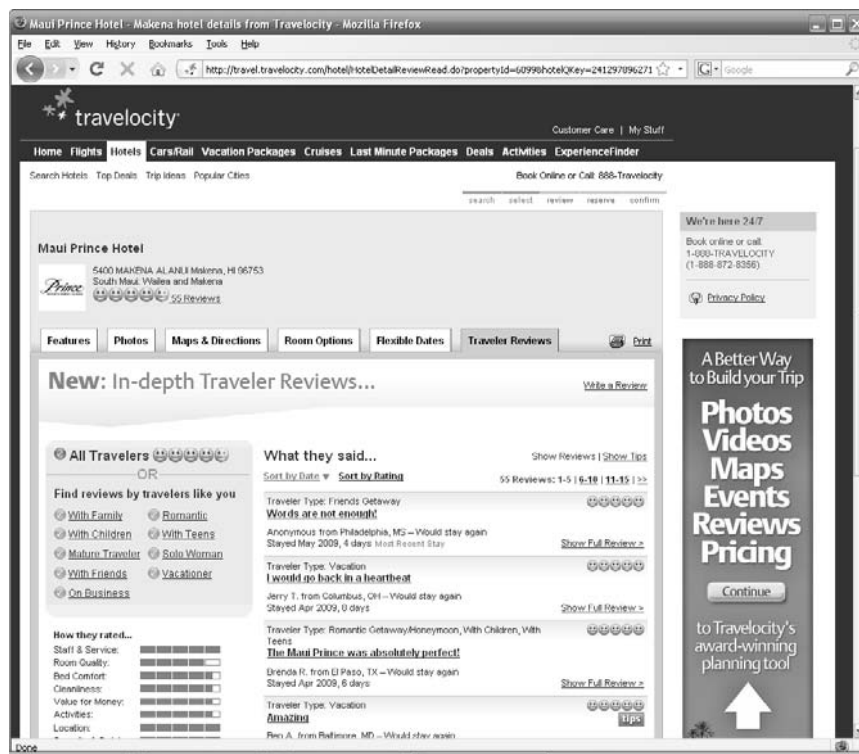 Maui Prince Hotel - Makena hotel details from Travelocity - Mozilla Firefox
File Edit View History Bookmarks Tools Help
http://travel.travelocity.com/hotel/HotelDetailReviewRead.do?propertyId=6099&hotelQKey=241297096271
Google
travelocity
Customer Care | My Stuff
Home Flights Hotels Cars/Rail Vacation Packages Cruises Last Minute Packages Deals Activities ExperienceFinder
Search Hotels Top Deals Trip Ideas Popular Cities Book Online or Call: 888-Travelocity
search select review reserve confirm
Maui Prince Hotel
Prince
5400 MAKENA ALANUI Makena, HI 96753
South Maui: Wailea and Makena
55 Reviews
Features Photos Maps & Directions Room Options Flexible Dates Traveler Reviews Print
New: In-depth Traveler Reviews...
Write a Review
All Travelers
OR
Find reviews by travelers like you
With Family Romantic
With Children With Teens
Mature Traveler Solo Woman
With Friends Vacationer
On Business
How they rated...
Staff & Service:
Room Quality:
Bed Comfort:
Cleanliness:
Value for Money:
Activities:
Location:
What they said... Show Reviews | Show Tips
Sort by Date ▼ Sort by Rating 55 Reviews: 1-5 | 6-10 | 11-15 | >>
Traveler Type: Friends Getaway
Words are not enough!
Anonymous from Philadelphia, MS – Would stay again
Stayed May 2009, 4 days Most Recent Stay Show Full Review »
Traveler Type: Vacation
I would go back in a heartbeat
Jerry T. from Columbus, OH – Would stay again
Stayed Apr 2009, 8 days Show Full Review »
Traveler Type: Romantic Getaway/Honeymoon, With Children, With
Teens
The Maui Prince was absolutely perfect!
Brenda R. from El Paso, TX – Would stay again
Stayed Apr 2009, 6 days Show Full Review »
Traveler Type: Vacation
Amazing tips
Ben A. from Baltimore, MD – Would stay again
We're here 24/7
Book online or call:
1-888-TRAVELOCITY
(1-888-872-8356)
Privacy Policy
A Better Way
to Build your Trip
Photos
Videos
Maps
Events
Reviews
Pricing
Continue
to Travelocity's
award-winning
planning tool
Done